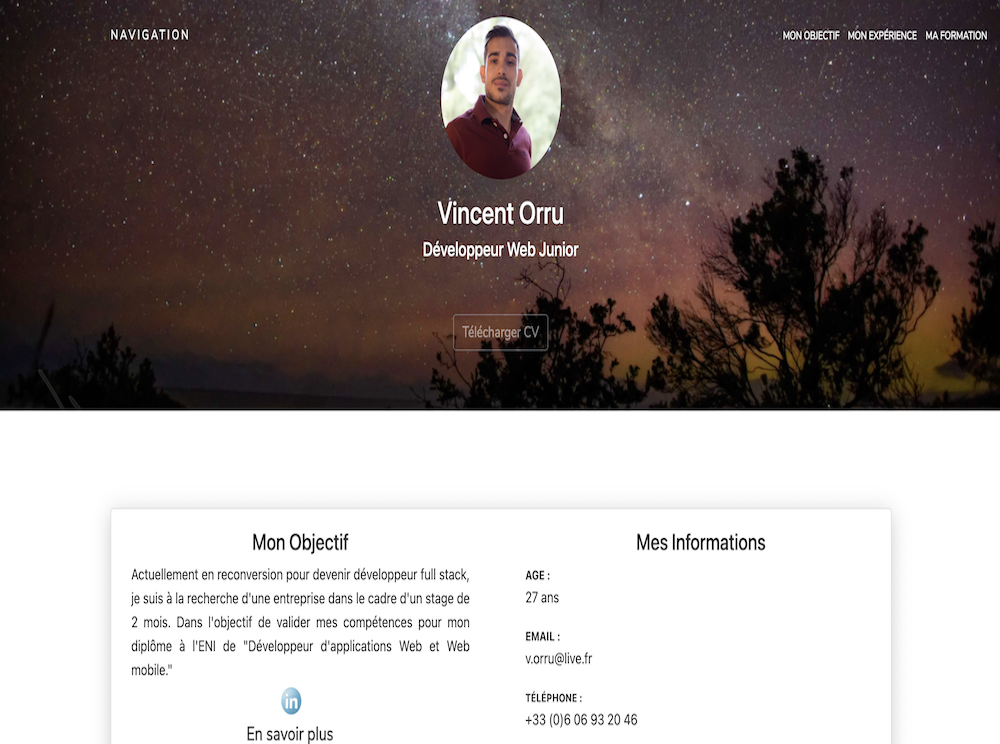 NAVIGATION
MON OBJECTIF MON EXPÉRIENCE MA FORMATION
Vincent Orru
Développeur Web Junior
Télécharger CV
Mon Objectif
Actuellement en reconversion pour devenir développeur full stack,
je suis à la recherche d'une entreprise dans le cadre d'un stage de
2 mois. Dans l'objectif de valider mes compétences pour mon
diplôme à l'ENI de "Développeur d'applications Web et Web
mobile."
in
En savoir plus
Mes Informations
AGE :
27 ans
EMAIL :
v.orru@live.fr
TÉLÉPHONE :
+33 (0)6 06 93 20 46